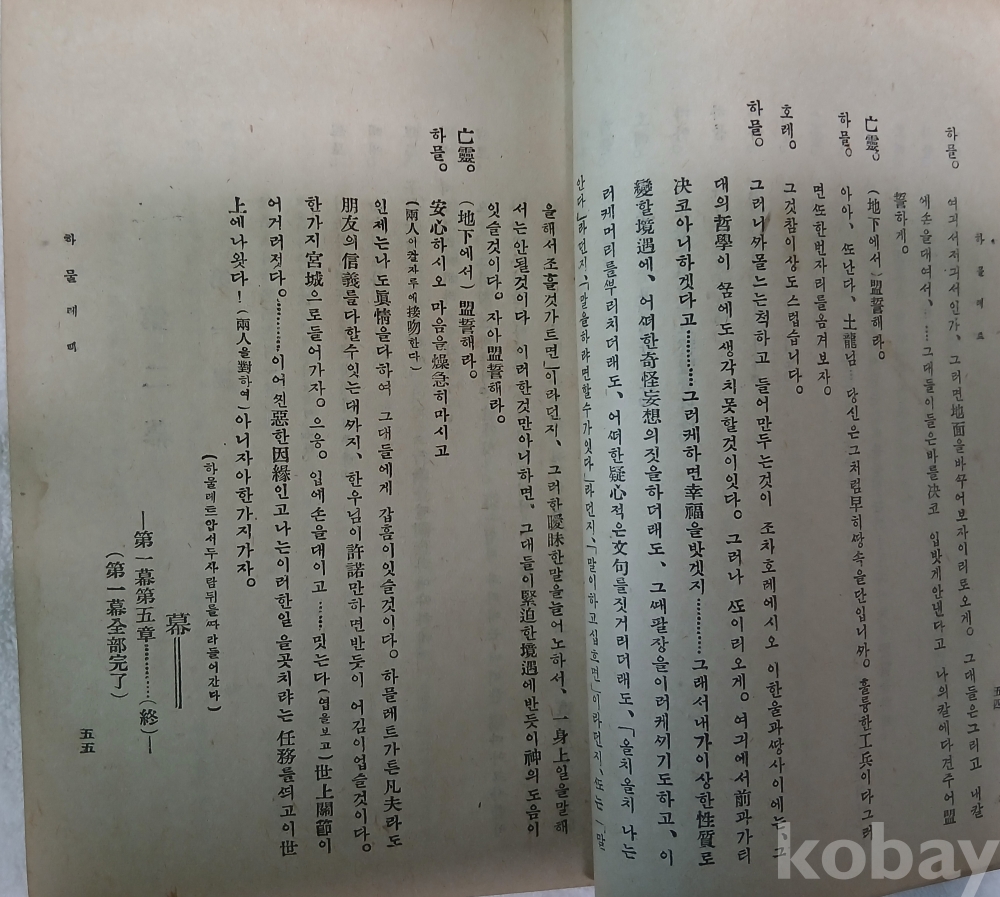 하믈레트
하믈。 여긔서저긔서인가、그러면地面을바꾸어보자이리로오게。그대들은그리고 내칼
에손을대여서、…그대들이들은바를決코 입밧게안낸다고 나의칼에다견주어盟
誓하게。
亡靈。 (地下에서) 盟誓해라。
하믈。 아아、또난다、土龍님…당신은그처럼早히쌍속을단입니까。훌륭한工兵이다그러
면또한번자리를옴겨보자。
호레。 그것참이상도스럽습니다。
하믈。 그러니까몰느는척하고 들어만두는것이 조차호레에시오 이한울과쌍사이에는、그
대의哲學이 꿈에도생각치못할것이잇다。그러나 또이리오게。여긔에서前과가티
決코아니하겟다고…………그러케하면幸福을밧겟지………그래서내가이상한性質로
變할境遇에、어떠한奇怪妄想의짓을하더래도、그때팔장을이러케끼기도하고、이
러케머리를뿌리치더래도、어떠한疑心적은文句를짓거리더래도、「올치올치 나는
안다」라던지、「말을하랴면할수가잇다」라던지、「말이하고십흐면」이라던지、또는「말
五四
을해서조흘것가트면」이라던지、그러한曖昧한말을늘어노하서、一身上일을말해
서는안될것이다 이러한것만아니하면、그대들이緊迫한境遇에반듯이神의도음이
잇슬것이다。자아盟誓해라。
亡靈。 (地下에서) 盟誓해라。
하믈。 安心하시오 마음을燥急히마시고
(兩人이칼자루에接吻한다)
인제는나도眞情을다하여 그대들에게 갑흠이잇슬것이다。하믈레트가튼凡夫라도
朋友의信義를다할수잇는대까지、한우님이許諾만하면반듯이 어김이업슬것이다。
한가지宮城으로들어가자。으응。입에손을대이고……밋는다(엽을보고)世上關節이
어거러젓다。…………이어쩐惡한因緣인고나는이러한일을곳치랴는任務를씌고이世
上에나왓다！(兩人을對하여)아니자아한가지가자。
(하물레트압서두사람뒤를싸라들어간다)
幕
—第一幕第五章…………(終)—
(第一幕全部完了)
하물레트
五五
kobay